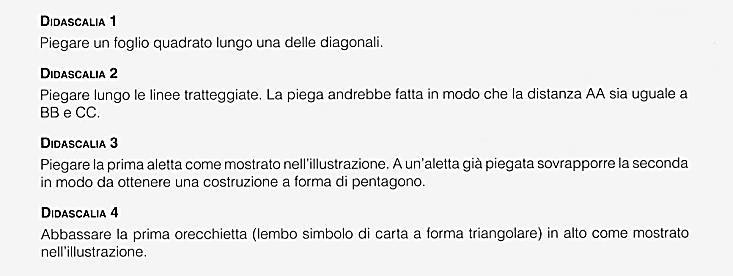 DIDASCALIA 1
Piegare un foglio quadrato lungo una delle diagonali.
DIDASCALIA 2
Piegare lungo le linee tratteggiate. La piega andrebbe fatta in modo che la distanza AA sia uguale a
BB e CC.
DIDASCALIA 3
Piegare la prima aletta come mostrato nell'illustrazione. A un'aletta già piegata sovrapporre la seconda
in modo da ottenere una costruzione a forma di pentagono.
DIDASCALIA 4
Abbassare la prima orecchietta (lembo simbolo di carta a forma triangolare) in alto come mostrato
nell'illustrazione.